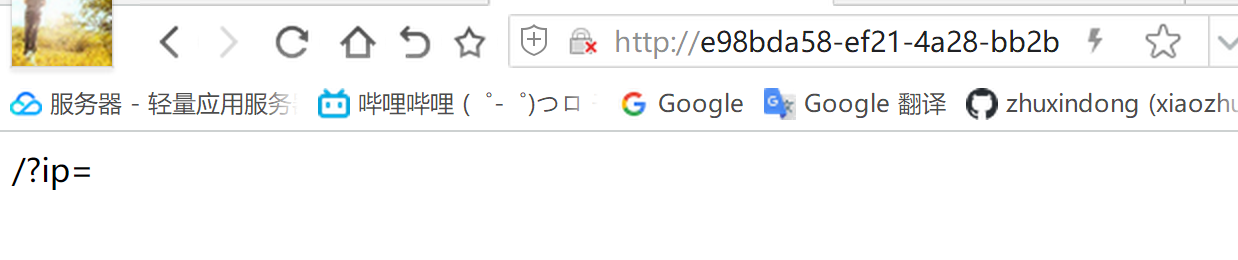 http://e98bda58-ef21-4a28-bb2b
服务器 - 轻量应用服务 哔哩哔哩 ( ゜- ゜)つロ Google Google 翻译 zhuxindong (xiaozhu
/?ip=